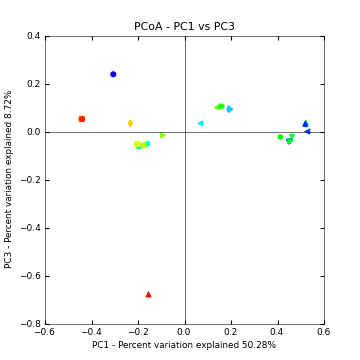 PCoA - PC1 vs PC3
PC3 - Percent variation explained 8.72%
0.4
0.2
0.0
−0.2
−0.4
−0.6
−0.8
−0.6 −0.4 −0.2 0.0 0.2 0.4 0.6
PC1 - Percent variation explained 50.28%